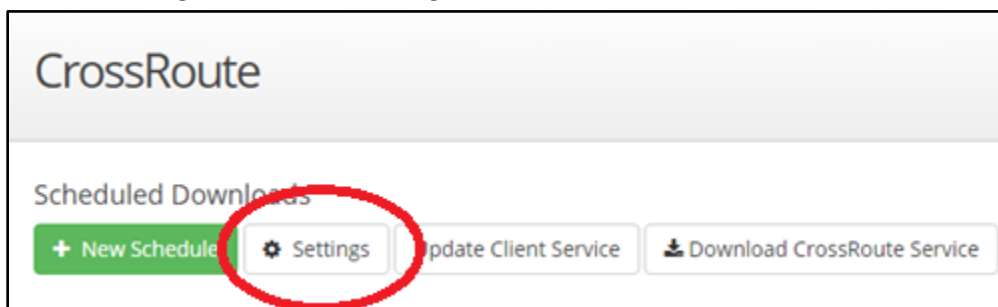 CrossRoute
Scheduled Downloads
+ New Schedule Settings Update Client Service Download CrossRoute Service